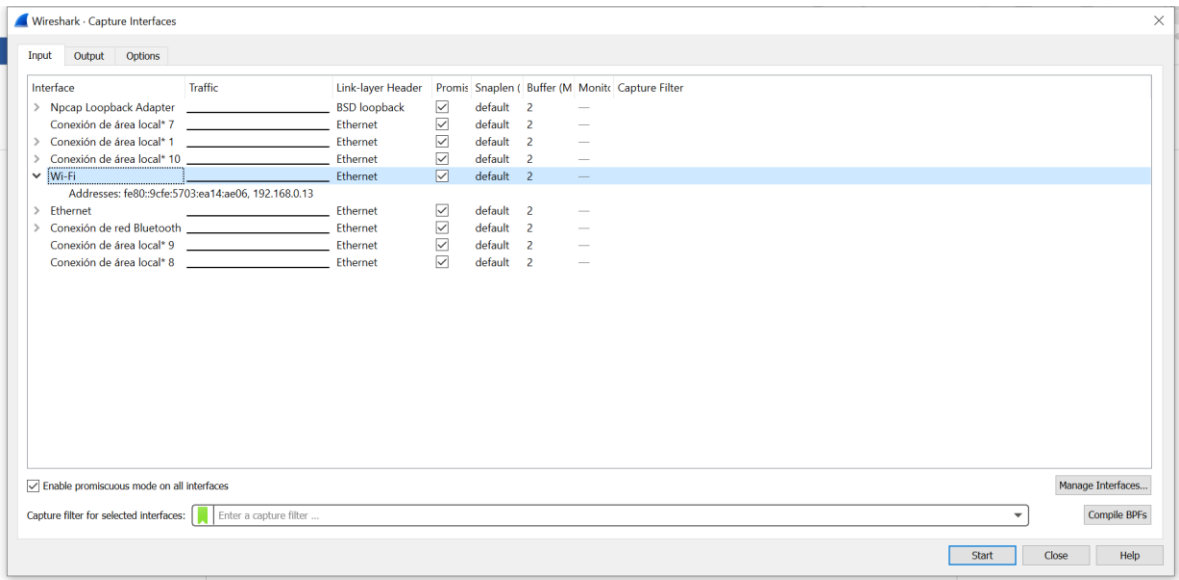 Wireshark - Capture Interfaces
Input Output Options
Interface Traffic Link-layer Header Promis Snaplen ( Buffer (M Monitc Capture Filter
Npcap Loopback Adapter BSD loopback default 2 —
Conexión de área local* 7 Ethernet default 2 —
Conexión de área local* 1 Ethernet default 2 —
Conexión de área local* 10 Ethernet default 2 —
Wi-Fi Ethernet default 2 —
Addresses: fe80::9cfe:5703:ea14:ae06, 192.168.0.13
Ethernet Ethernet default 2 —
Conexión de red Bluetooth Ethernet default 2 —
Conexión de área local* 9 Ethernet default 2 —
Conexión de área local* 8 Ethernet default 2 —
Enable promiscuous mode on all interfaces Manage Interfaces...
Capture filter for selected interfaces: Enter a capture filter ... Compile BPFs
Start Close Help